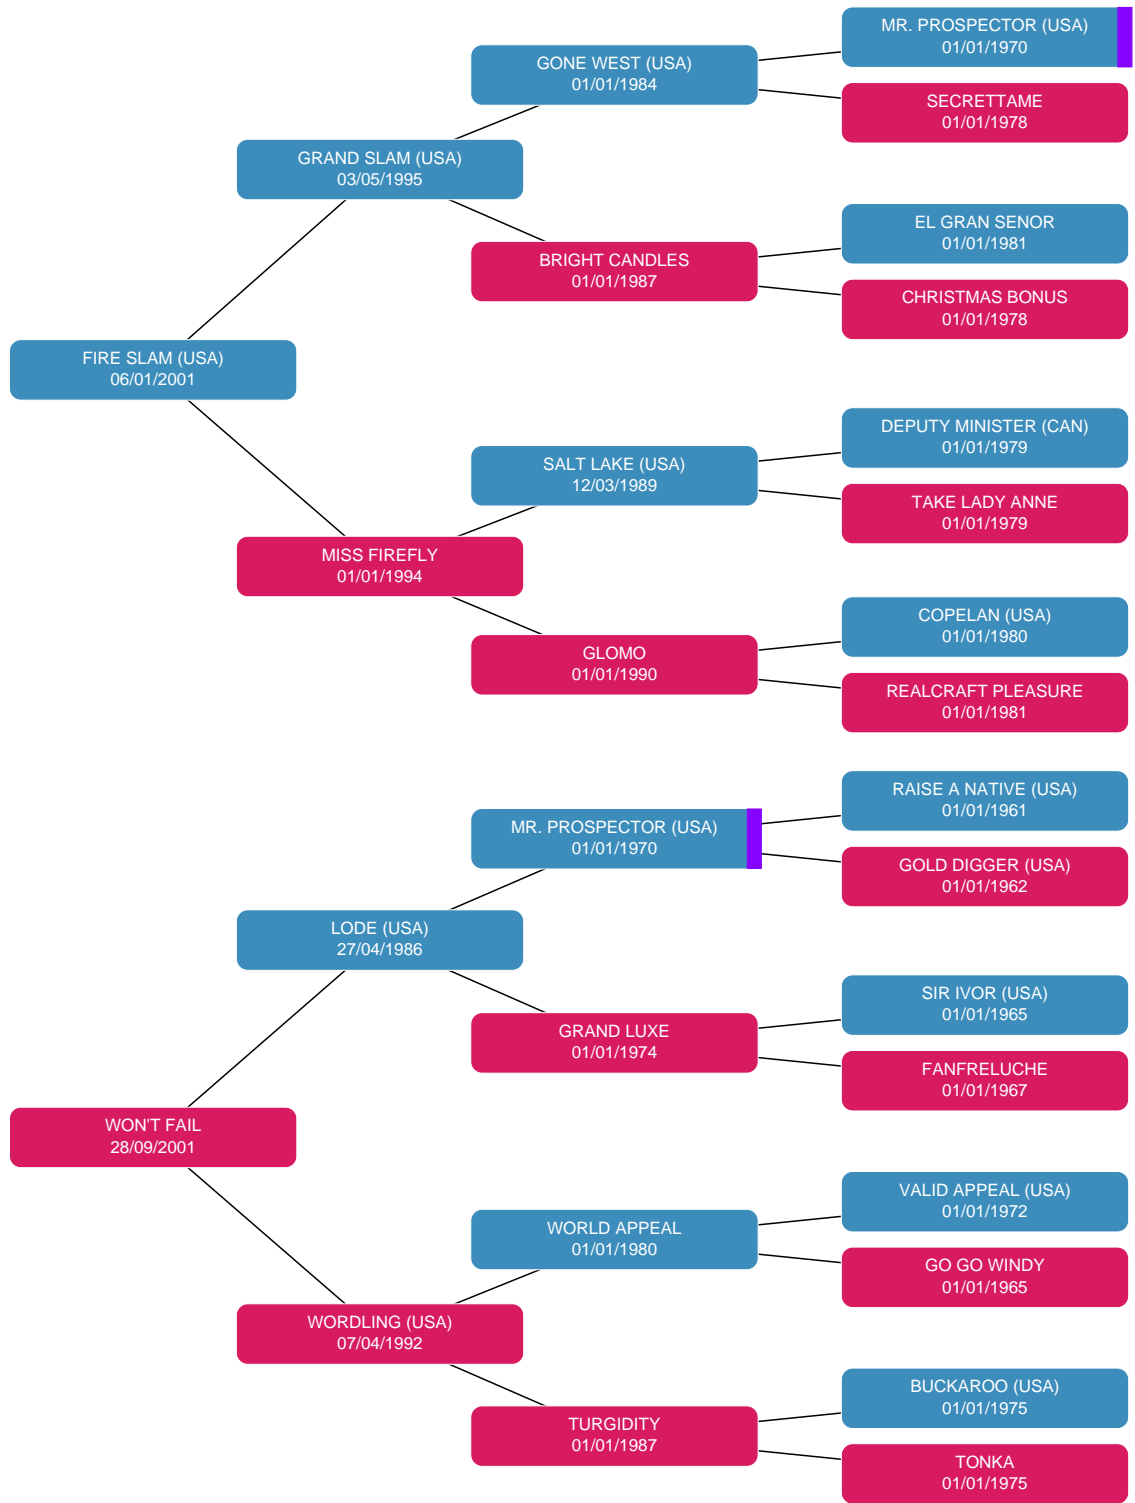 MR. PROSPECTOR (USA)
01/01/1970
GONE WEST (USA)
01/01/1984
SECRETTAME
01/01/1978
GRAND SLAM (USA)
03/05/1995
EL GRAN SENOR
01/01/1981
BRIGHT CANDLES
01/01/1987
CHRISTMAS BONUS
01/01/1978
FIRE SLAM (USA)
06/01/2001
DEPUTY MINISTER (CAN)
01/01/1979
SALT LAKE (USA)
12/03/1989
TAKE LADY ANNE
01/01/1979
MISS FIREFLY
01/01/1994
COPELAN (USA)
01/01/1980
GLOMO
01/01/1990
REALCRAFT PLEASURE
01/01/1981
RAISE A NATIVE (USA)
01/01/1961
MR. PROSPECTOR (USA)
01/01/1970
GOLD DIGGER (USA)
01/01/1962
LODE (USA)
27/04/1986
SIR IVOR (USA)
01/01/1965
GRAND LUXE
01/01/1974
FANFRELUCHE
01/01/1967
WON'T FAIL
28/09/2001
VALID APPEAL (USA)
01/01/1972
WORLD APPEAL
01/01/1980
GO GO WINDY
01/01/1965
WORDLING (USA)
07/04/1992
BUCKAROO (USA)
01/01/1975
TURGIDITY
01/01/1987
TONKA
01/01/1975